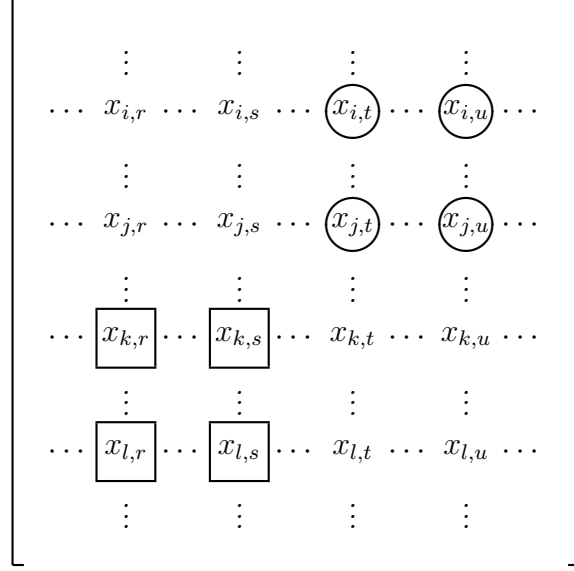 ⋮ ⋮ ⋮ ⋮
⋯ x_{i,r} ⋯ x_{i,s} ⋯ x_{i,t} ⋯ x_{i,u} ⋯
⋮ ⋮ ⋮ ⋮
⋯ x_{j,r} ⋯ x_{j,s} ⋯ x_{j,t} ⋯ x_{j,u} ⋯
⋮ ⋮ ⋮ ⋮
⋯ x_{k,r} ⋯ x_{k,s} ⋯ x_{k,t} ⋯ x_{k,u} ⋯
⋮ ⋮ ⋮ ⋮
⋯ x_{l,r} ⋯ x_{l,s} ⋯ x_{l,t} ⋯ x_{l,u} ⋯
⋮ ⋮ ⋮ ⋮